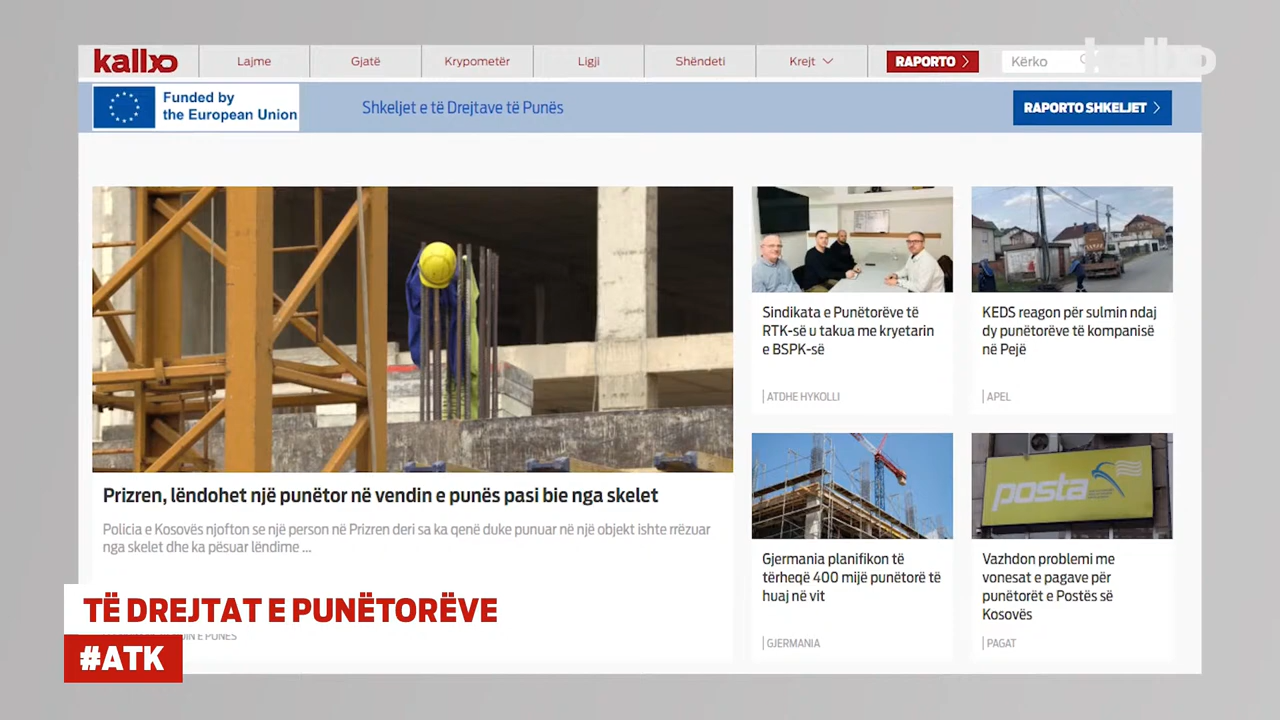 kallxo
Lajme
Gjatë
Krypometër
Ligji
Shëndeti
Krejt
RAPORTO
Kërko
kallxo
Funded by
the European Union
Shkeljet e të Drejtave të Punës
RAPORTO SHKELJET
Prizren, lëndohet një punëtor në vendin e punës pasi bie nga skelet
Policia e Kosovës njofton se një person në Prizren deri sa ka qenë duke punuar në një objekt ishte rrëzuar
nga skelet dhe ka pësuar lëndime ...
Sindikata e Punëtorëve të
RTK-së u takua me kryetarin
e BSPK-së
ATDHE HYKOLLI
KEDS reagon për sulmin ndaj
dy punëtorëve të kompanisë
në Pejë
APEL
Gjermania planifikon të
tërheqë 400 mijë punëtorë të
huaj në vit
GJERMANIA
posta
Vazhdon problemi me
vonesat e pagave për
punëtorët e Postës së
Kosovës
PAGAT
TË DREJTAT E PUNËTORËVE
E PUNËS
#ATK